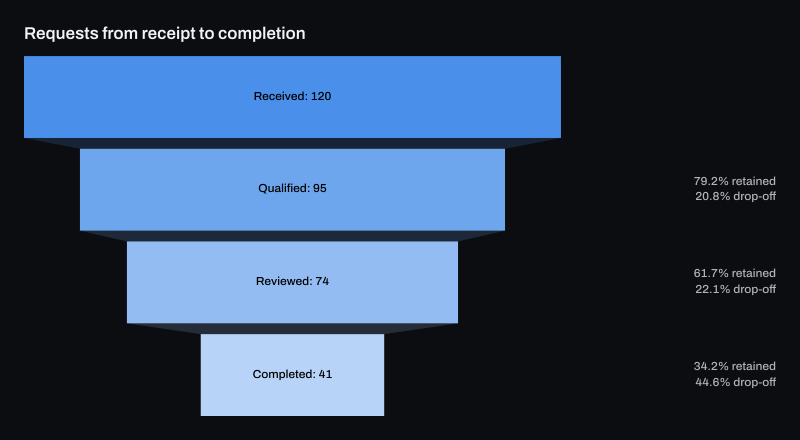 Requests from receipt to completion
Received: 120
Qualified: 95
79.2% retained
20.8% drop-off
Reviewed: 74
61.7% retained
22.1% drop-off
Completed: 41
34.2% retained
44.6% drop-off